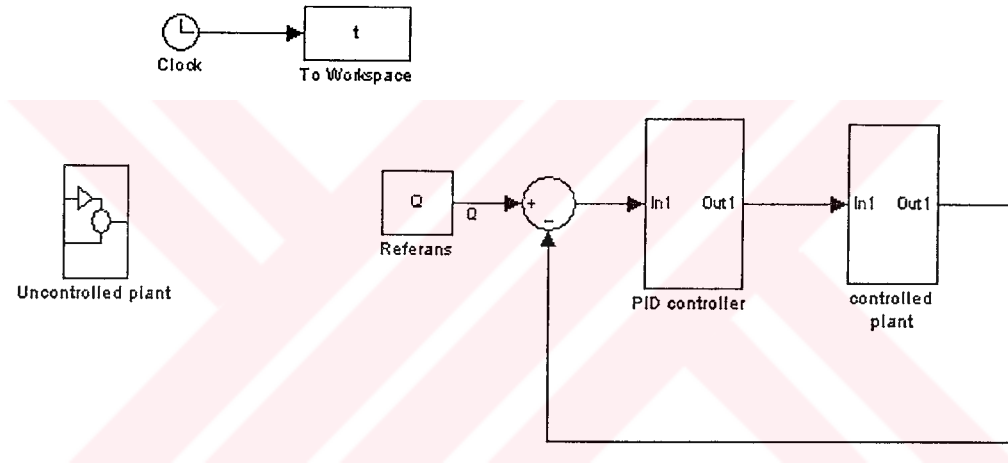 t
Clock
To Workspace
Q
Q
+
−
In1 Out1
In1 Out1
Referans
Uncontrolled plant
PID controller
controlled
plant